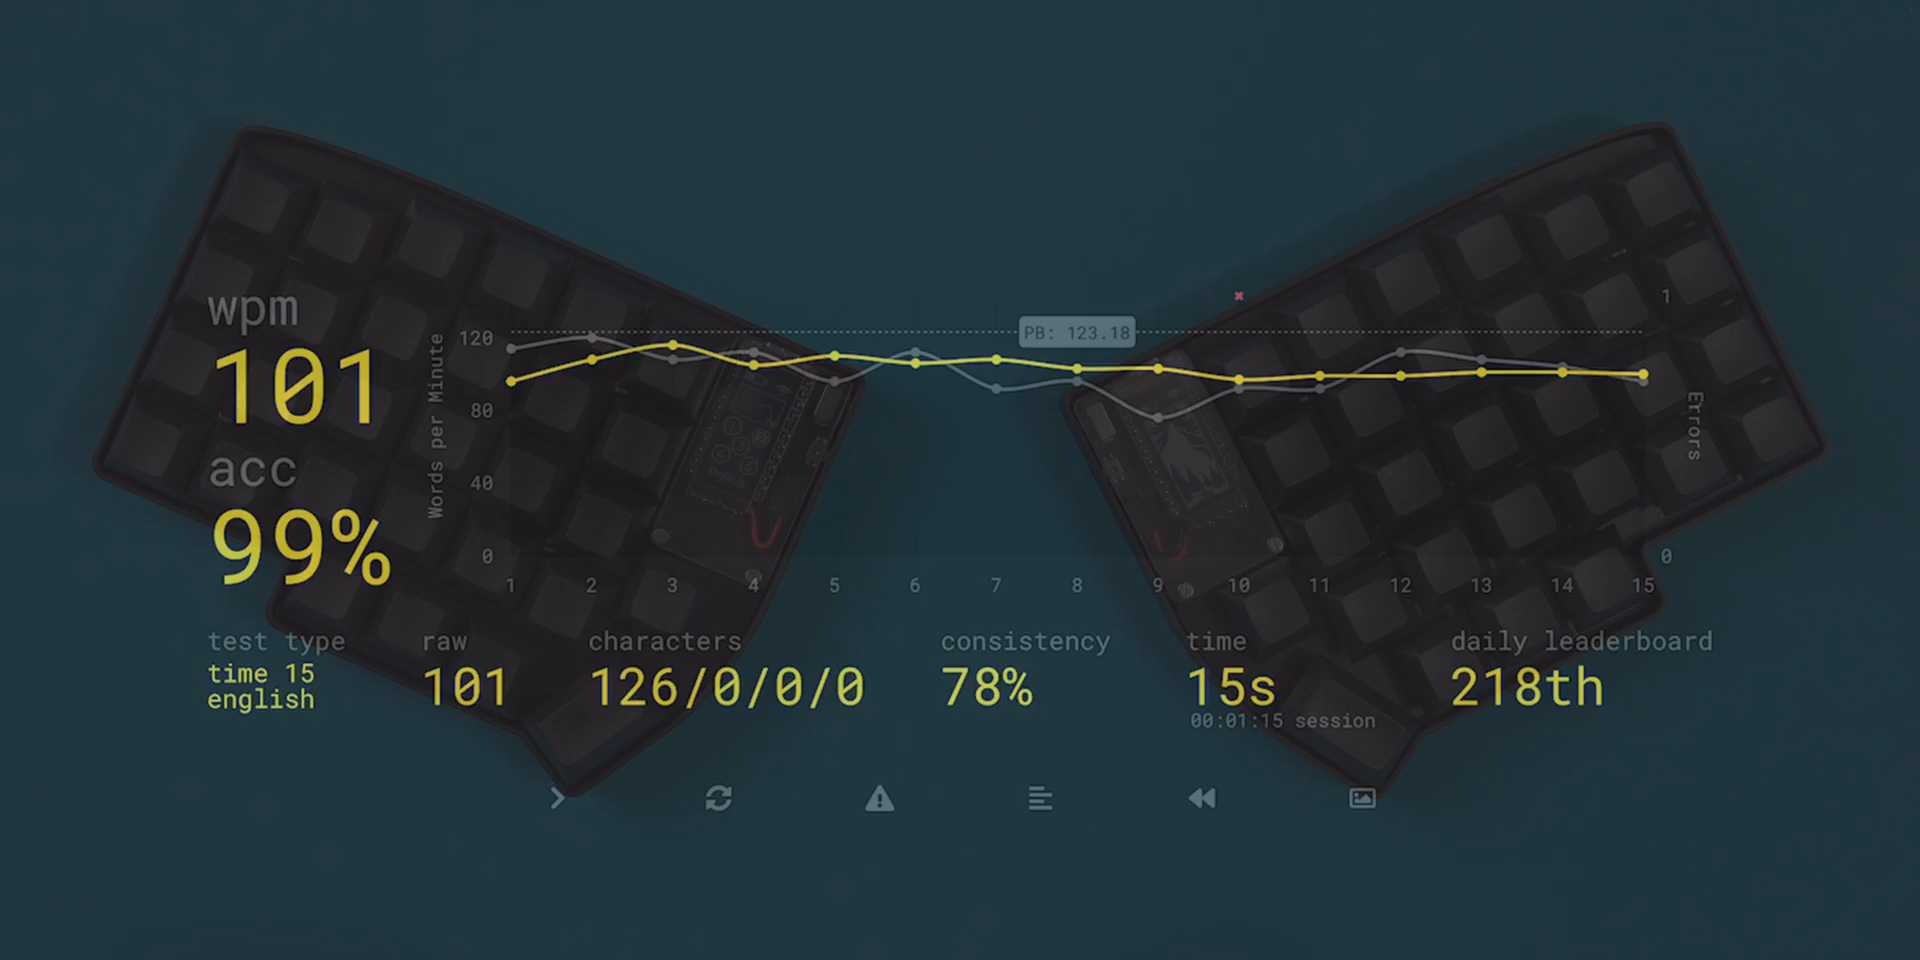 wpm
101
acc
99%
Words per Minute
120
80
40
0
PB: 123.18
1
Errors
0
1 2 3 4 5 6 7 8 9 10 11 12 13 14 15
test type
time 15
english
raw
101
characters
126/0/0/0
consistency
78%
time
15s
00:01:15 session
daily leaderboard
218th